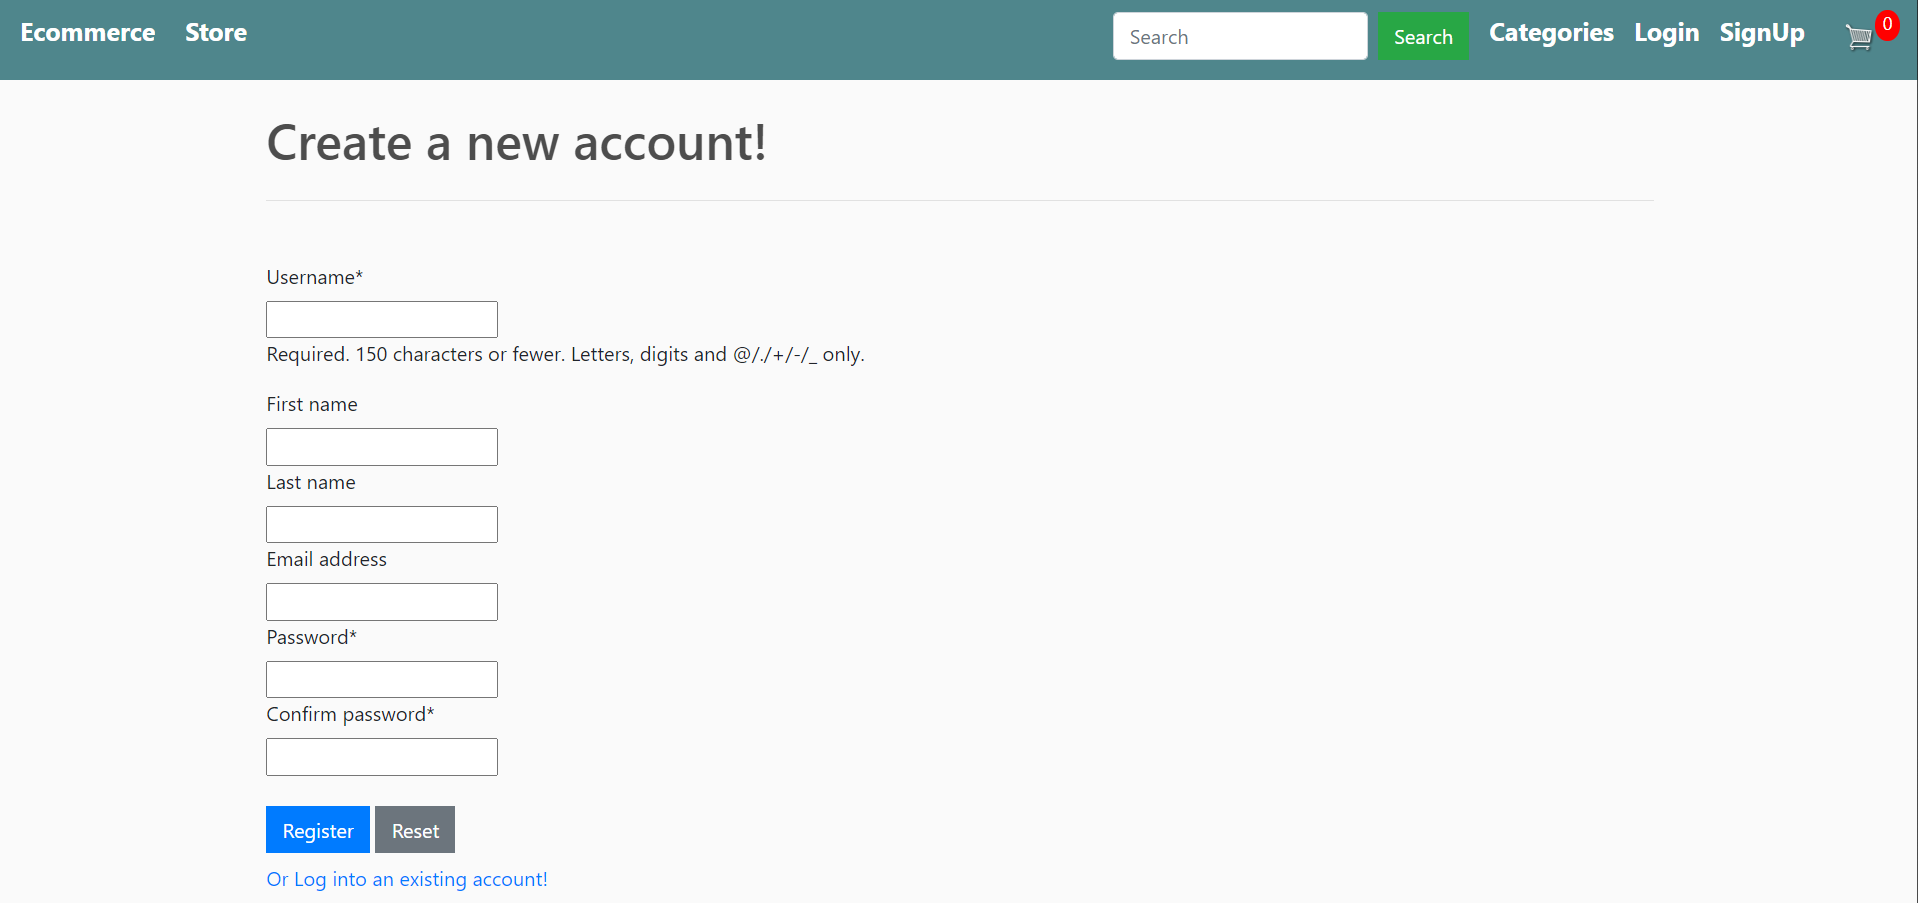 Ecommerce Store Search Search Categories Login SignUp 0
Create a new account!
Username*
Required. 150 characters or fewer. Letters, digits and @/./+/-/_ only.
First name
Last name
Email address
Password*
Confirm password*
Register Reset
Or Log into an existing account!